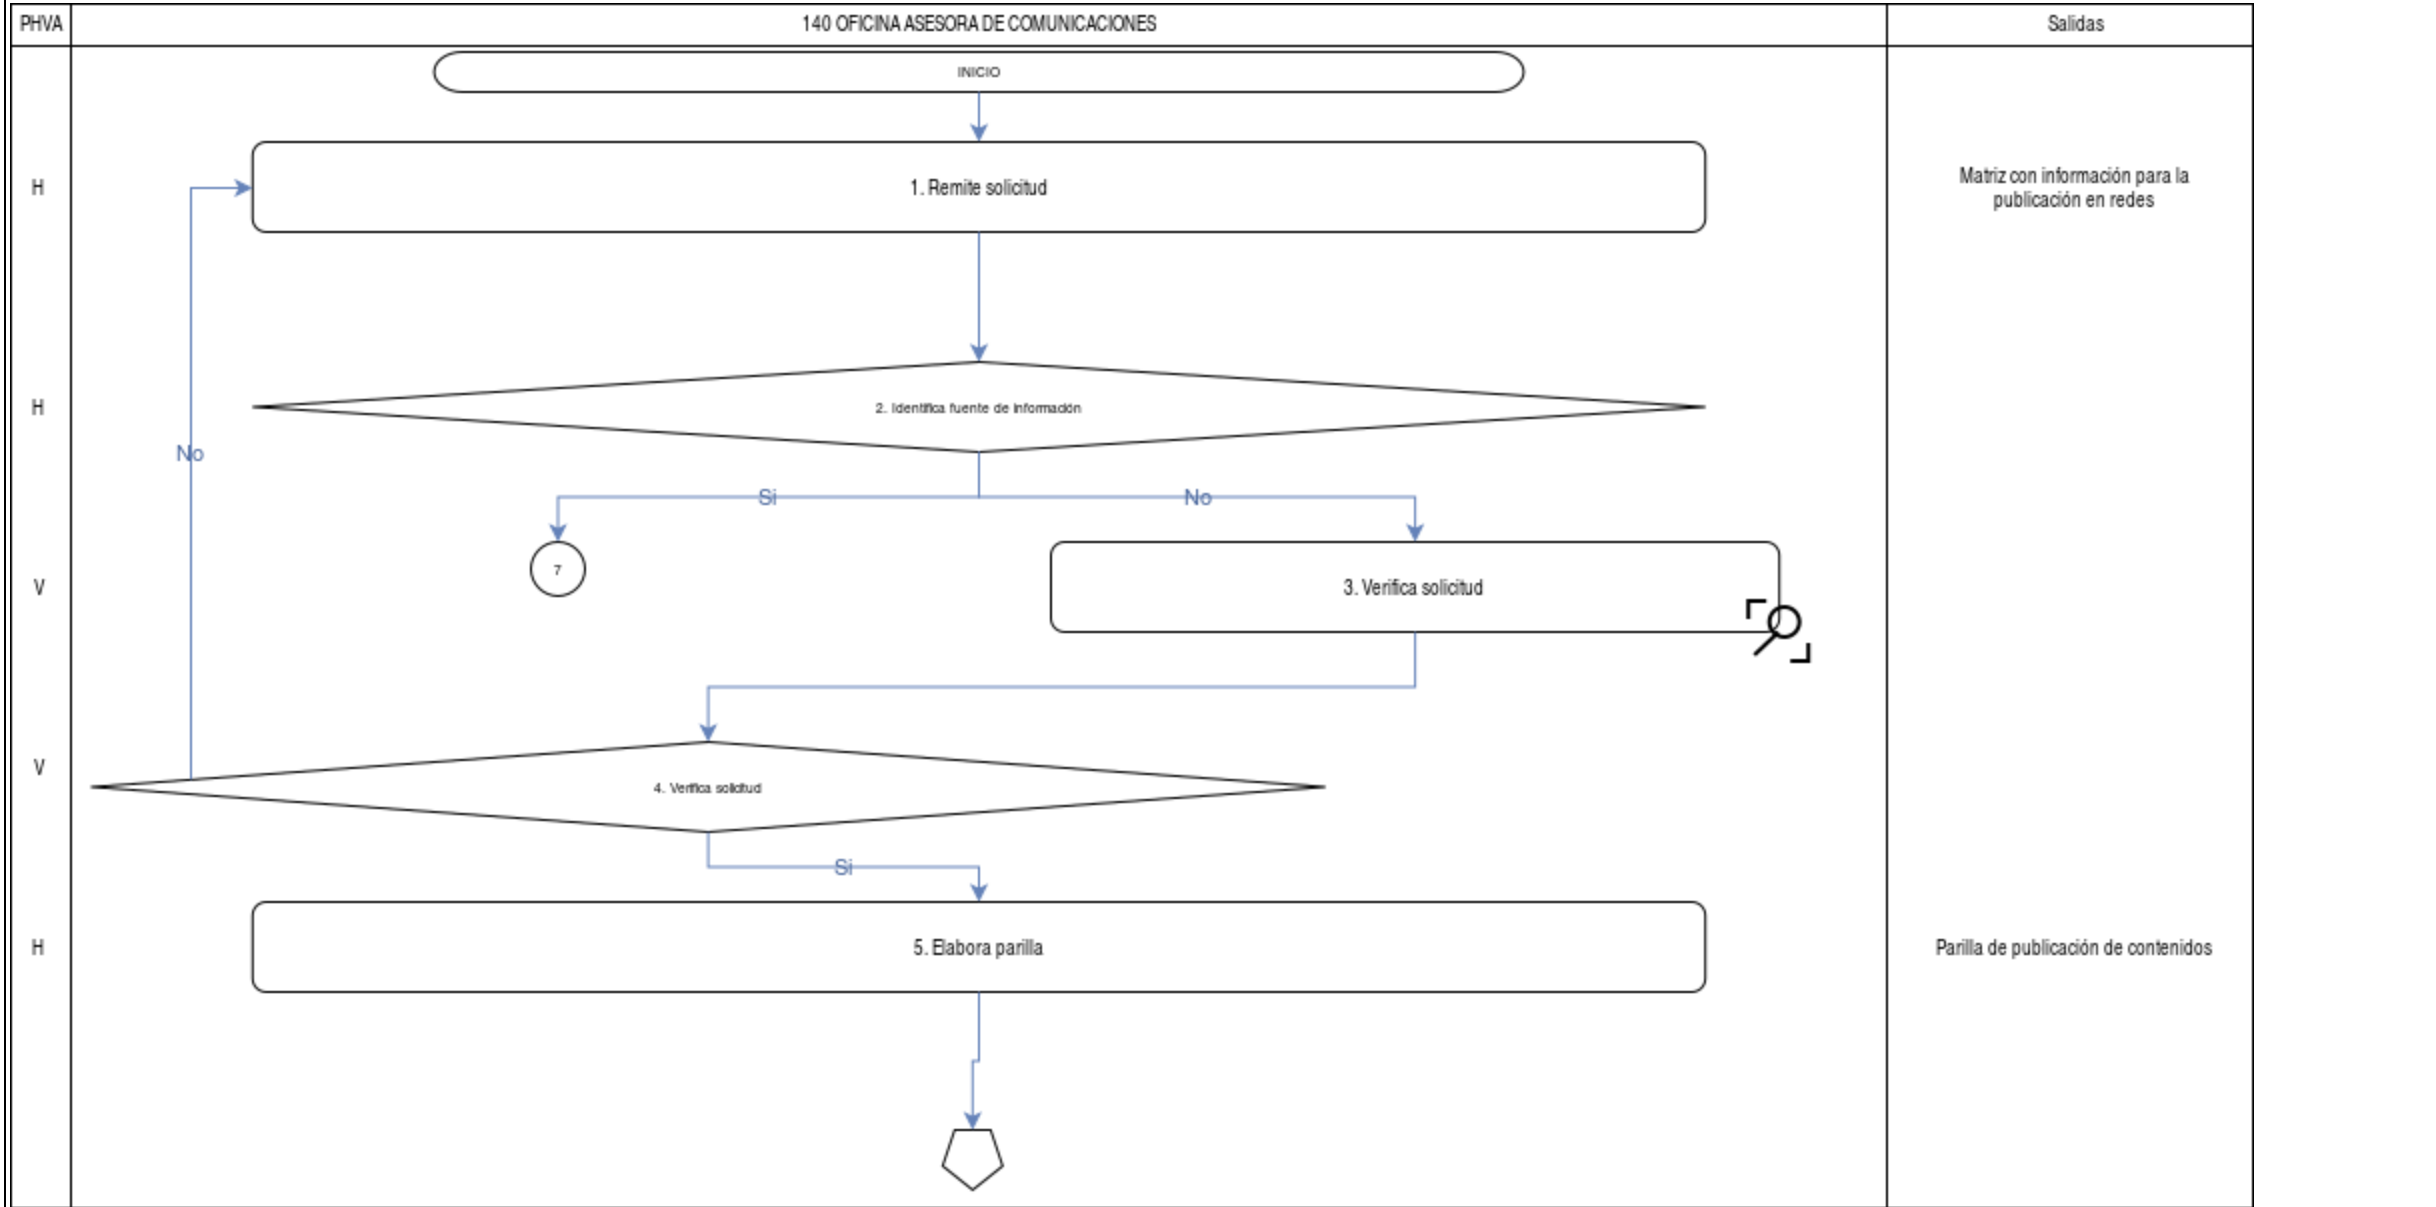 PHVA
140 OFICINA ASESORA DE COMUNICACIONES
Salidas
INICIO
H
1. Remite solicitud
Matriz con información para la
publicación en redes
H
2. Identifica fuente de información
No
Si
No
V
7
3. Verifica solicitud
V
4. Verifica solicitud
Si
H
5. Elabora parilla
Parilla de publicación de contenidos